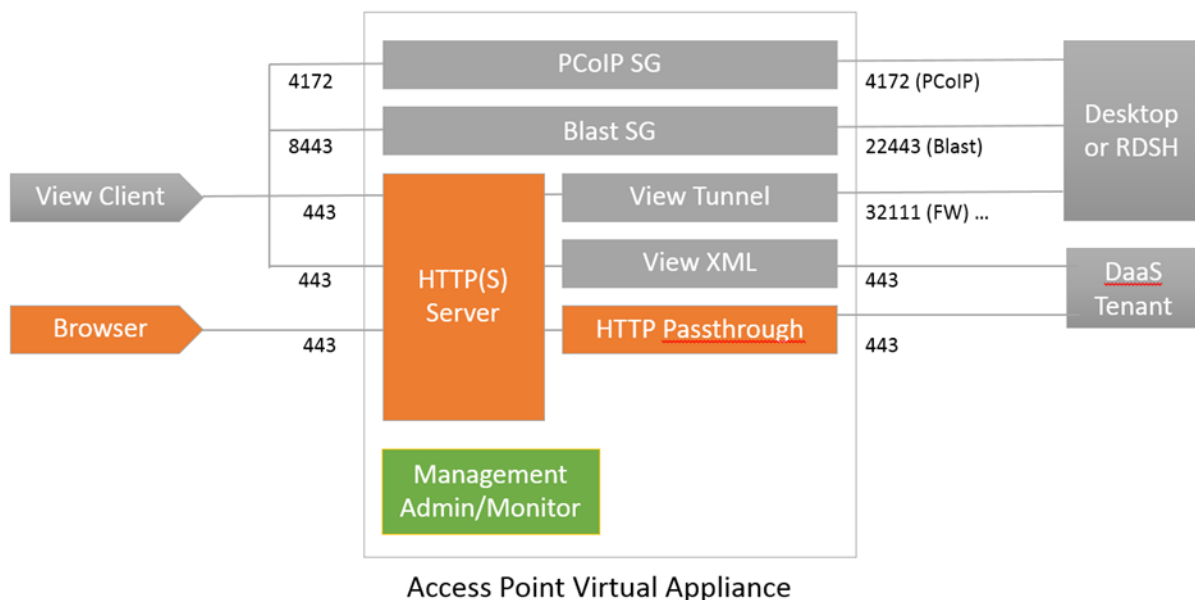 PCoIP SG
4172
4172 (PCoIP)
Desktop
or RDSH
Blast SG
8443
22443 (Blast)
View Client
443
View Tunnel
32111 (FW) ...
HTTP(S)
Server
View XML
443
443
DaaS
Tenant
Browser
443
HTTP Passthrough
443
Management
Admin/Monitor
Access Point Virtual Appliance